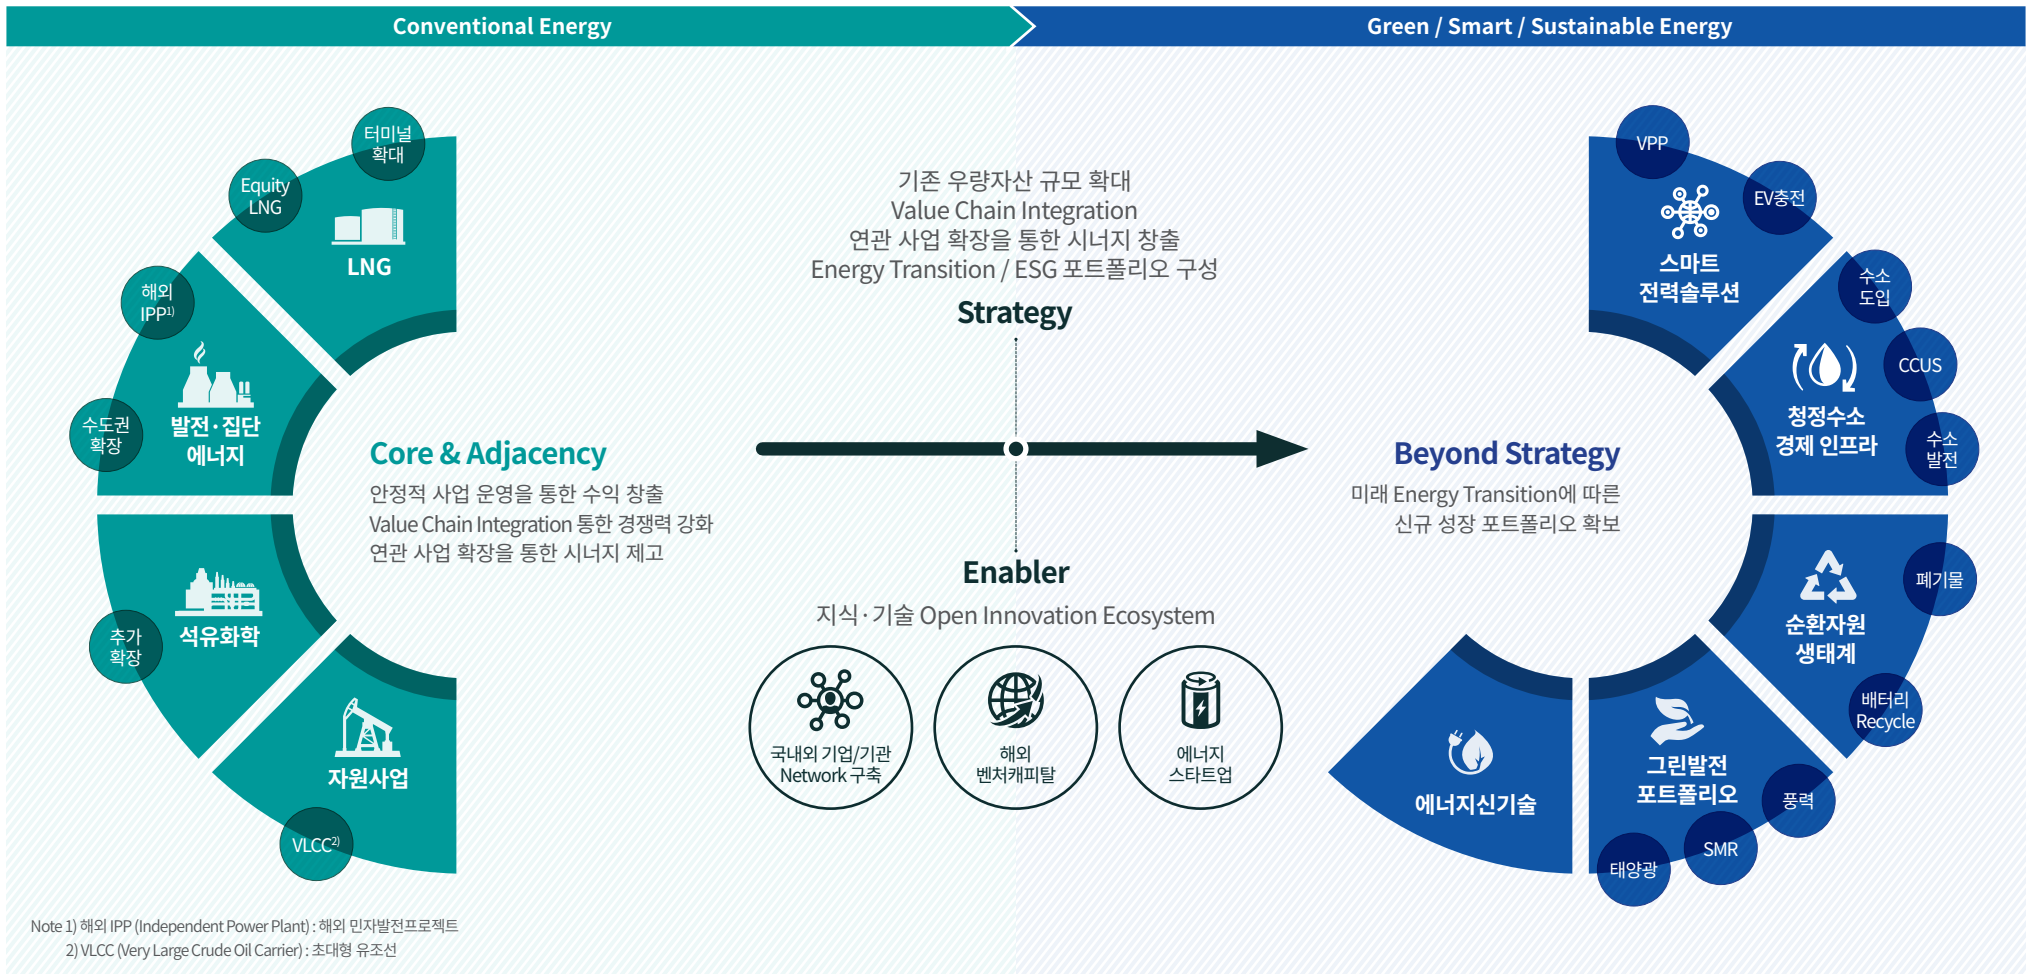 Conventional Energy
Green / Smart / Sustainable Energy
터미널
확대
Equity
LNG
LNG
해외
IPP1)
발전·집단
에너지
수도권
확장
석유화학
추가
확장
자원사업
VLCC2)
Core & Adjacency
안정적 사업 운영을 통한 수익 창출
Value Chain Integration 통한 경쟁력 강화
연관 사업 확장을 통한 시너지 제고
기존 우량자산 규모 확대
Value Chain Integration
연관 사업 확장을 통한 시너지 창출
Energy Transition / ESG 포트폴리오 구성
Strategy
Enabler
지식·기술 Open Innovation Ecosystem
국내외 기업/기관
Network 구축
해외
벤처캐피탈
에너지
스타트업
Beyond Strategy
미래 Energy Transition에 따른
신규 성장 포트폴리오 확보
VPP
EV충전
스마트
전력솔루션
수소
도입
CCUS
청정수소
경제 인프라
수소
발전
폐기물
순환자원
생태계
배터리
Recycle
그린발전
포트폴리오
풍력
SMR
태양광
에너지신기술
Note 1) 해외 IPP (Independent Power Plant) : 해외 민자발전프로젝트
2) VLCC (Very Large Crude Oil Carrier) : 초대형 유조선